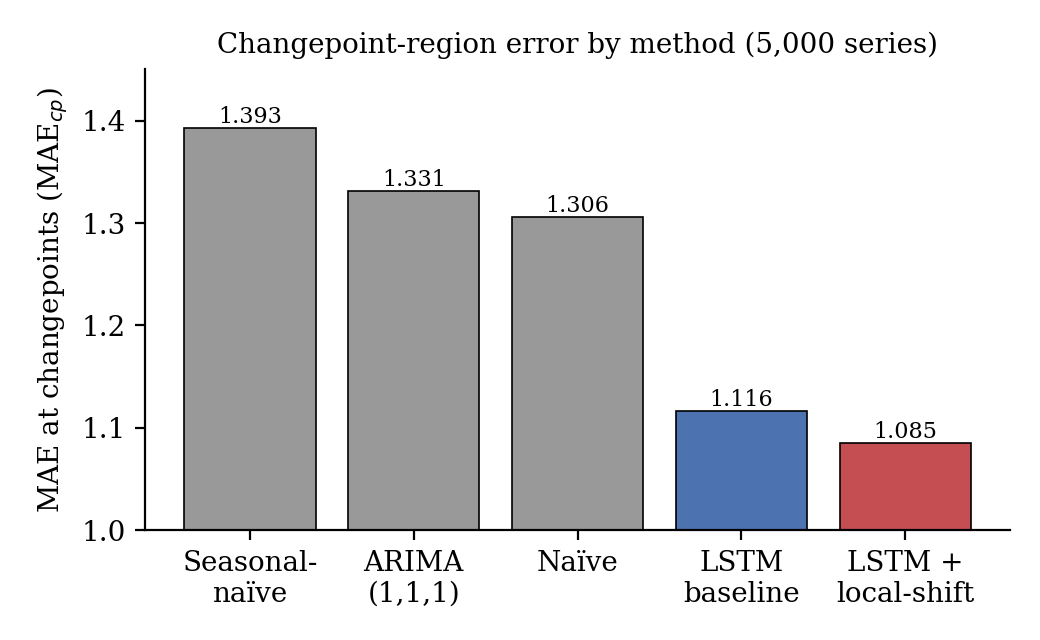 Changepoint-region error by method (5,000 series)
MAE at changepoints (MAE_cp)
1.4
1.3
1.2
1.1
1.0
1.393
1.331
1.306
1.116
1.085
Seasonal-
naïve
ARIMA
(1,1,1)
Naïve
LSTM
baseline
LSTM +
local-shift